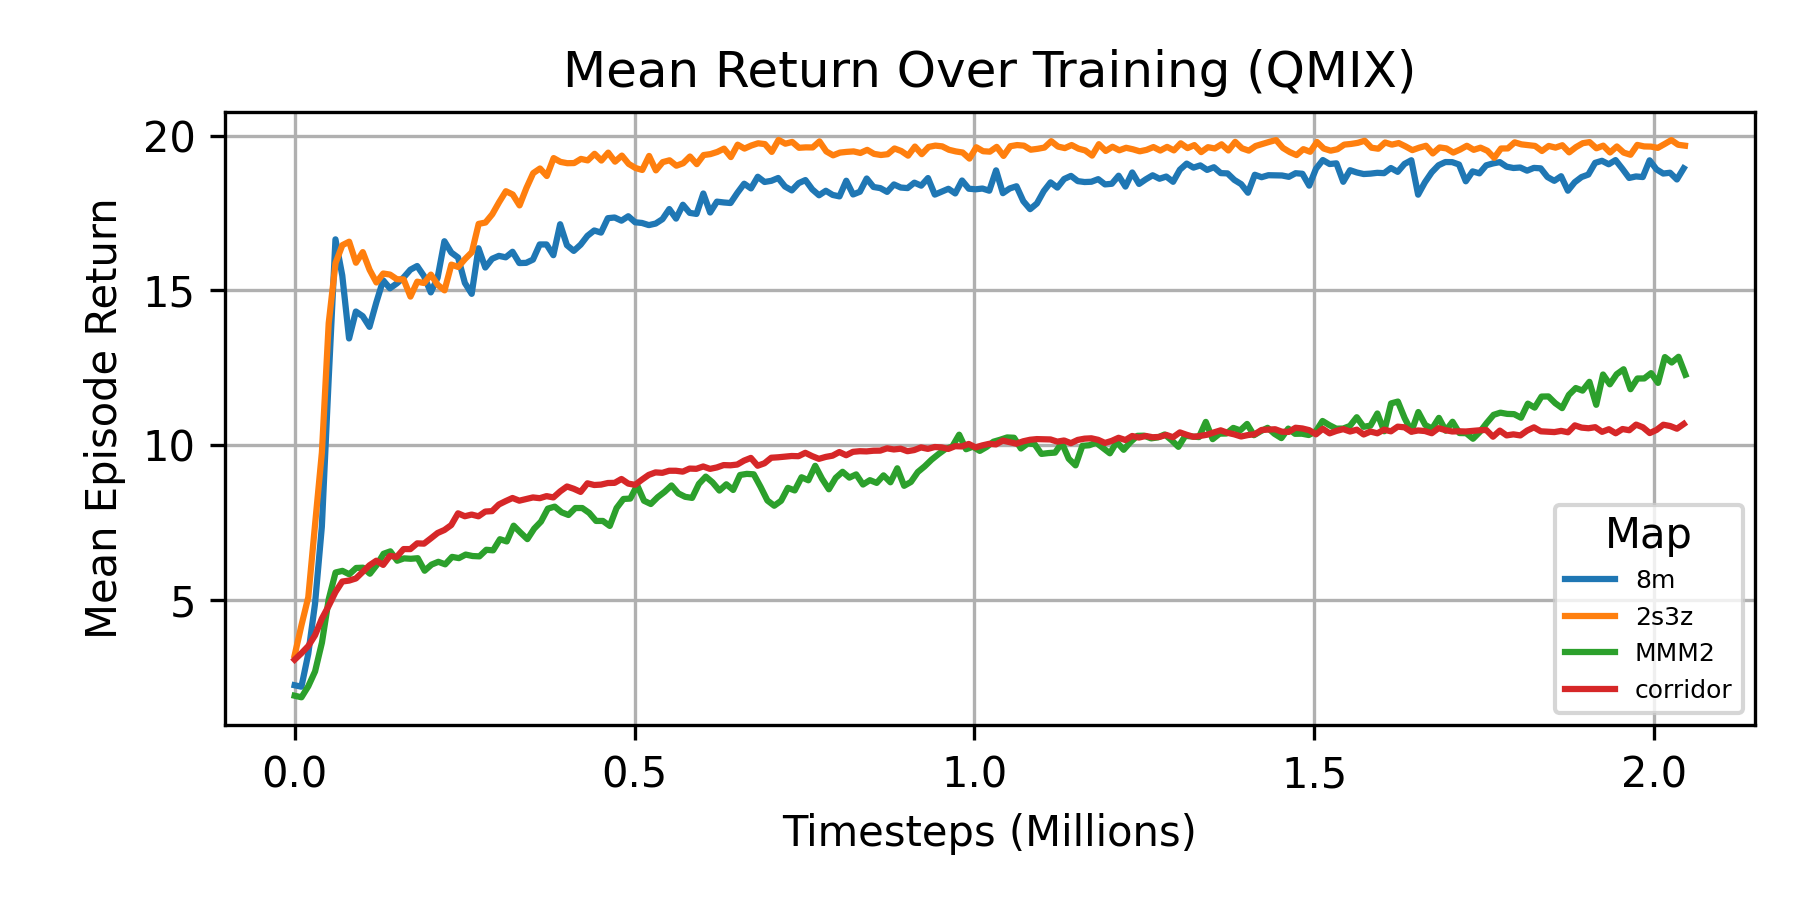 Mean Return Over Training (QMIX)
Mean Episode Return
20
15
10
5
0.0 0.5 1.0 1.5 2.0
Timesteps (Millions)
Map
8m
2s3z
MMM2
corridor